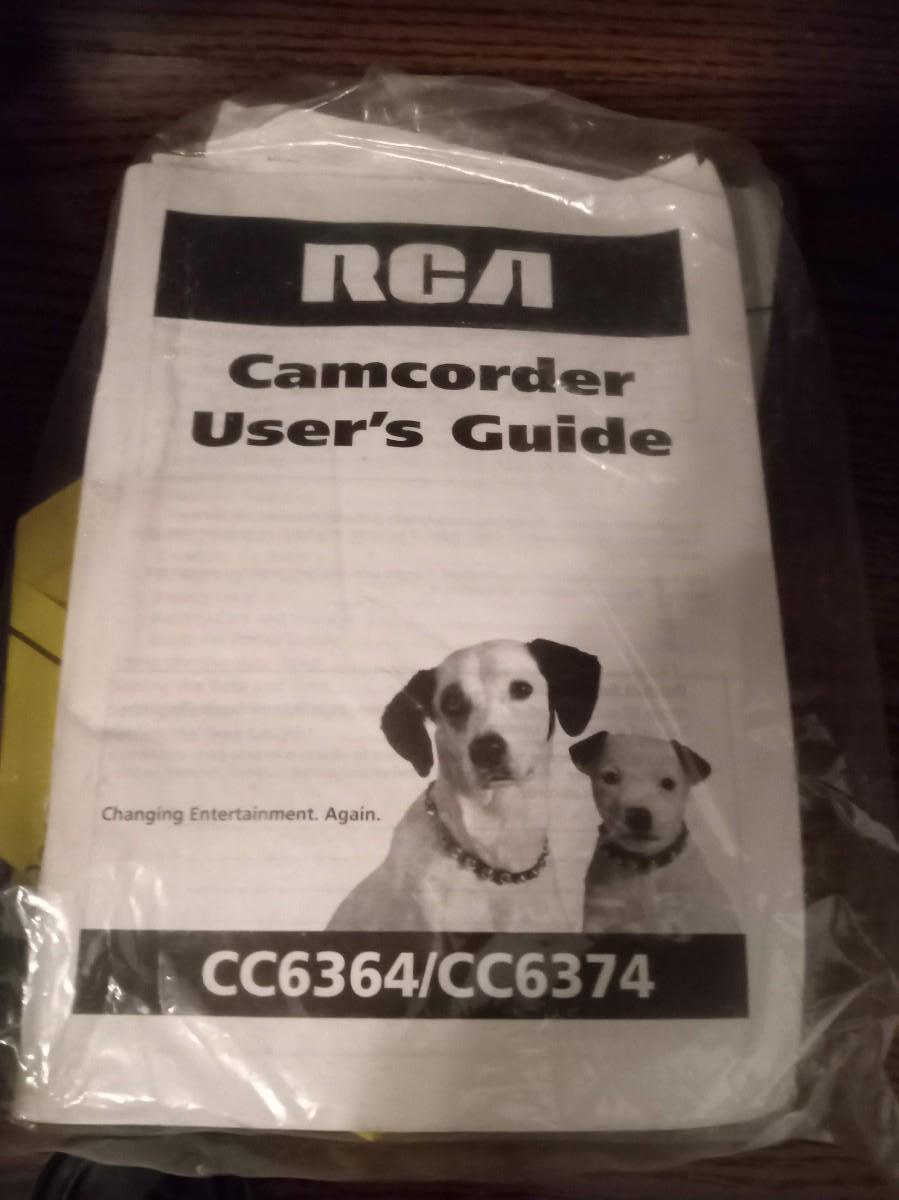 RCA
Camcorder
User's Guide
Changing Entertainment. Again.
CC6364/CC6374